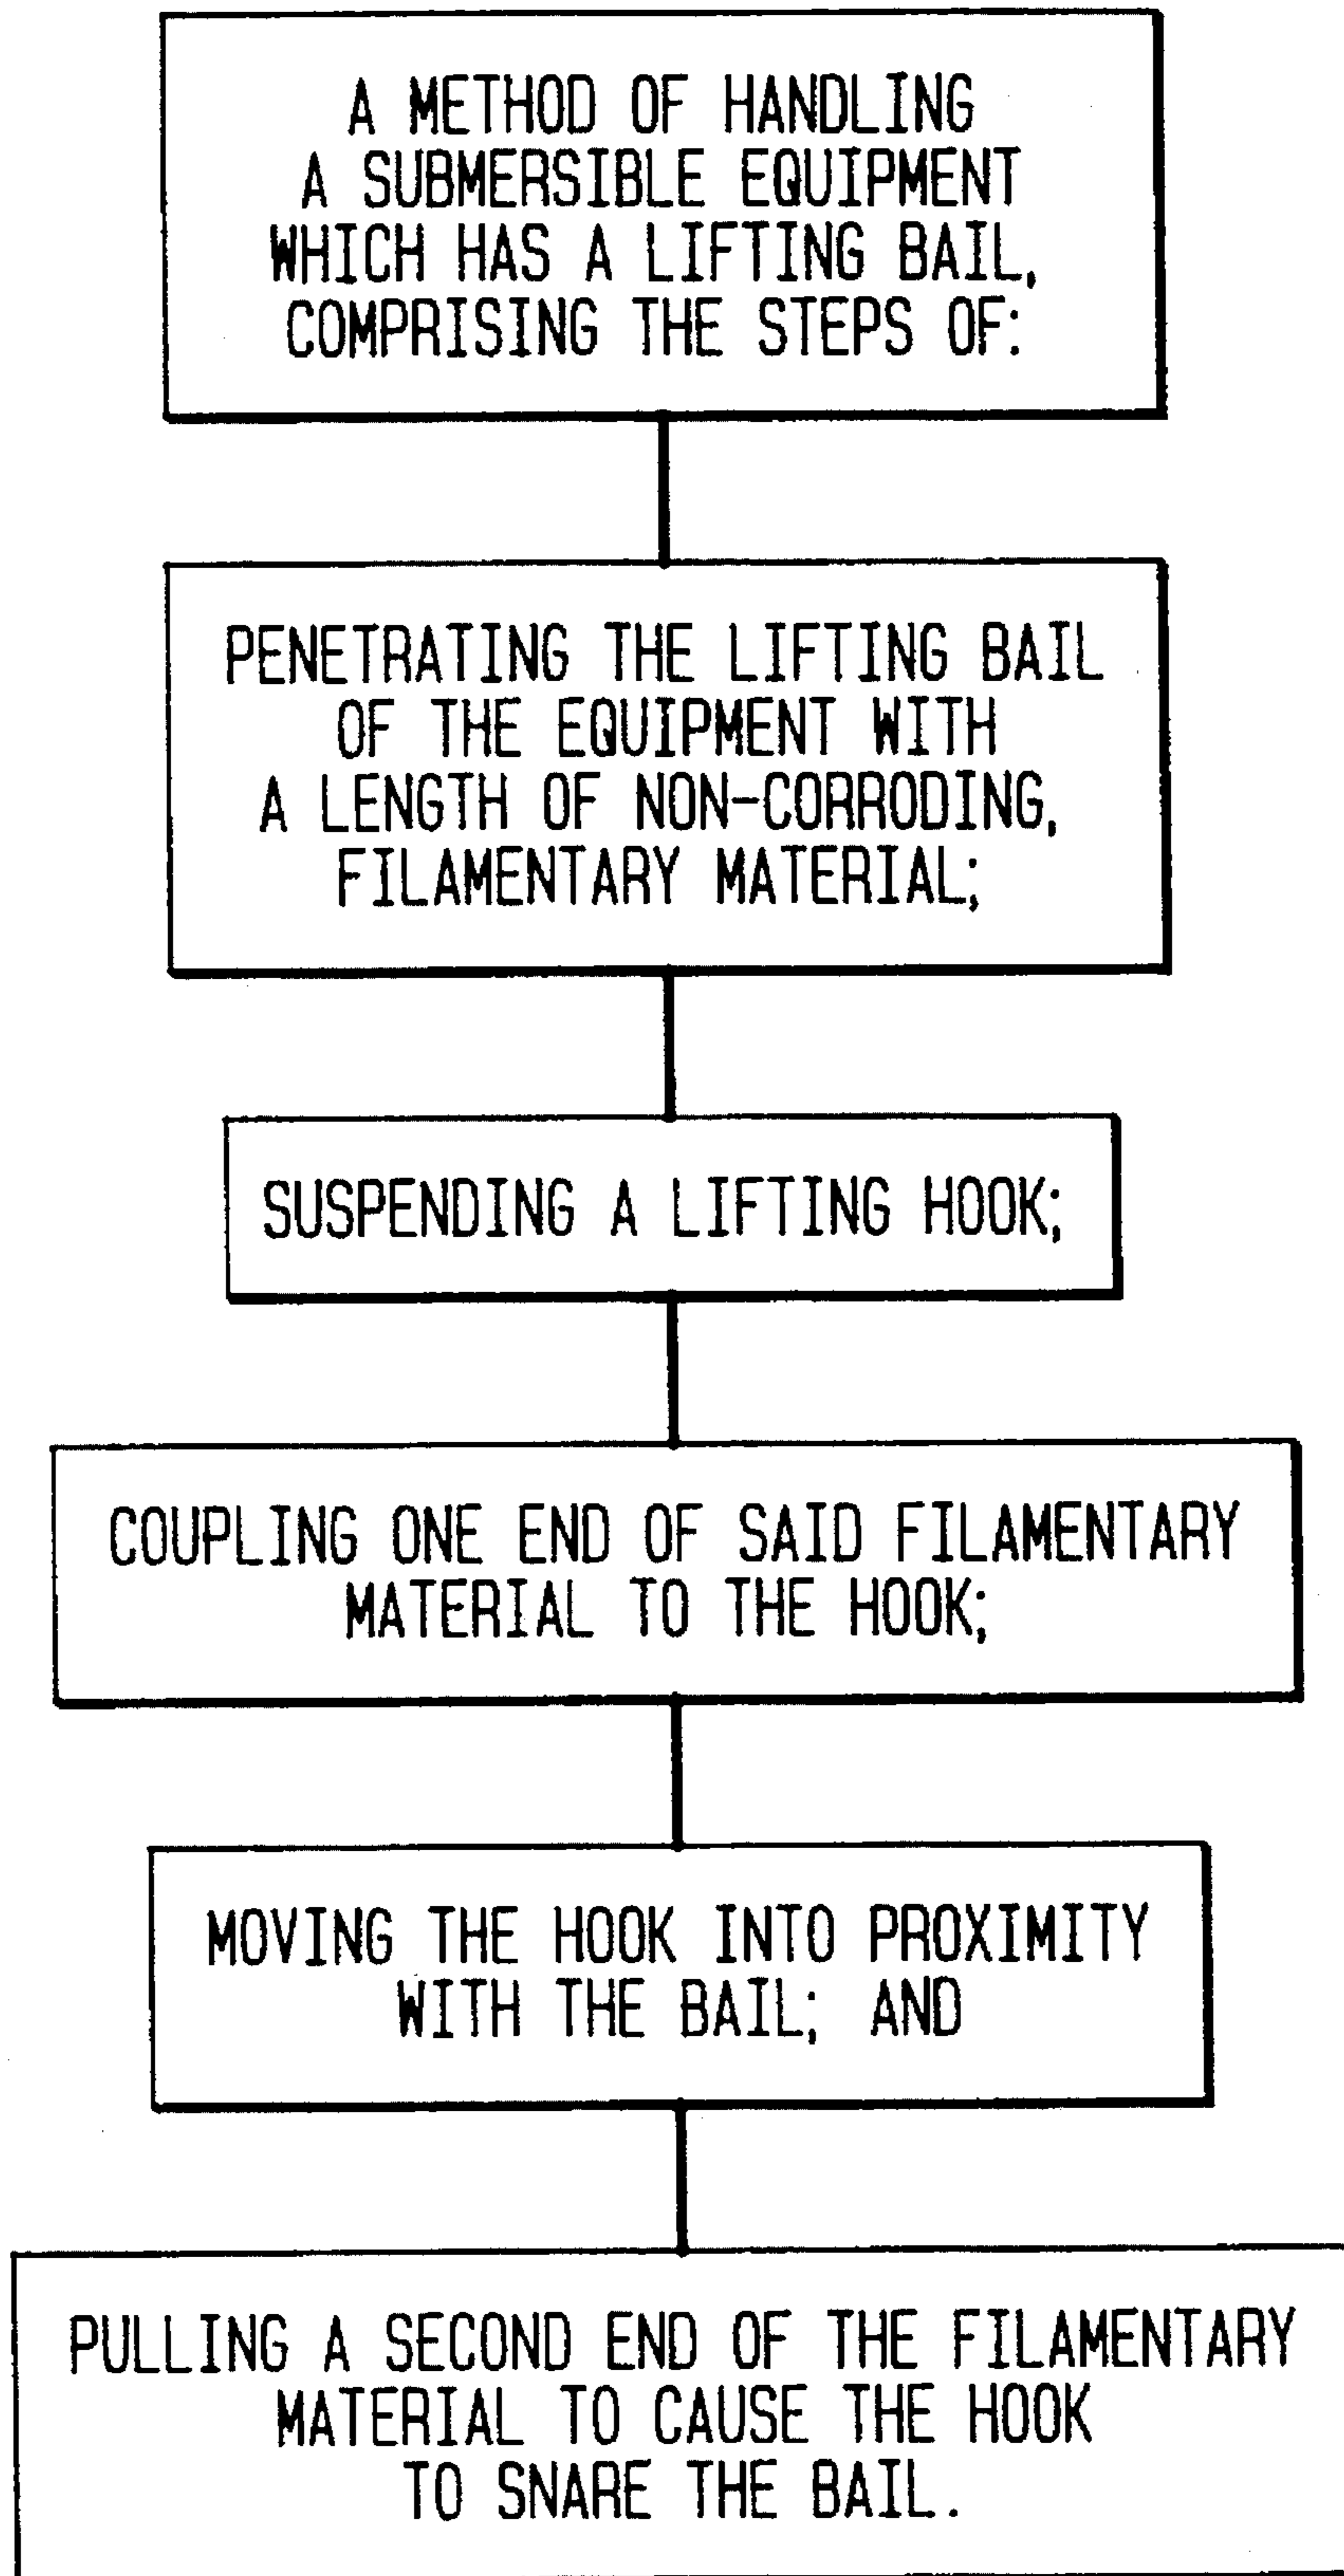 A METHOD OF HANDLING
A SUBMERSIBLE EQUIPMENT
WHICH HAS A LIFTING BAIL,
COMPRISING THE STEPS OF:
PENETRATING THE LIFTING BAIL
OF THE EQUIPMENT WITH
A LENGTH OF NON-CORRODING,
FILAMENTARY MATERIAL;
SUSPENDING A LIFTING HOOK;
COUPLING ONE END OF SAID FILAMENTARY
MATERIAL TO THE HOOK;
MOVING THE HOOK INTO PROXIMITY
WITH THE BAIL; AND
PULLING A SECOND END OF THE FILAMENTARY
MATERIAL TO CAUSE THE HOOK
TO SNARE THE BAIL.